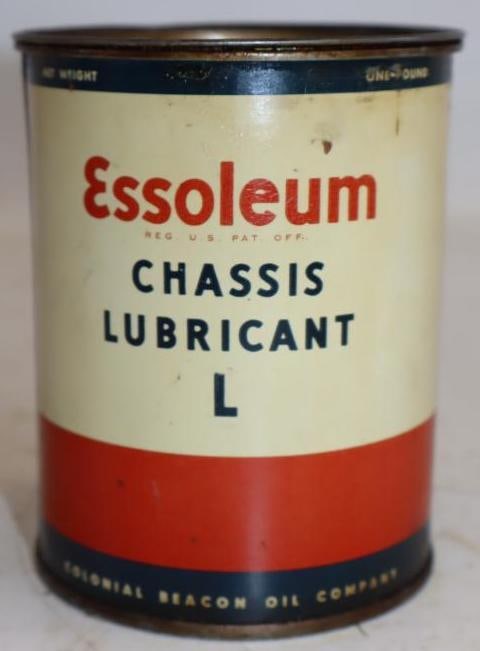 NET WEIGHT ONE-POUND
Essoleum
REG. U.S. PAT. OFF.
CHASSIS
LUBRICANT
L
COLONIAL BEACON OIL COMPANY